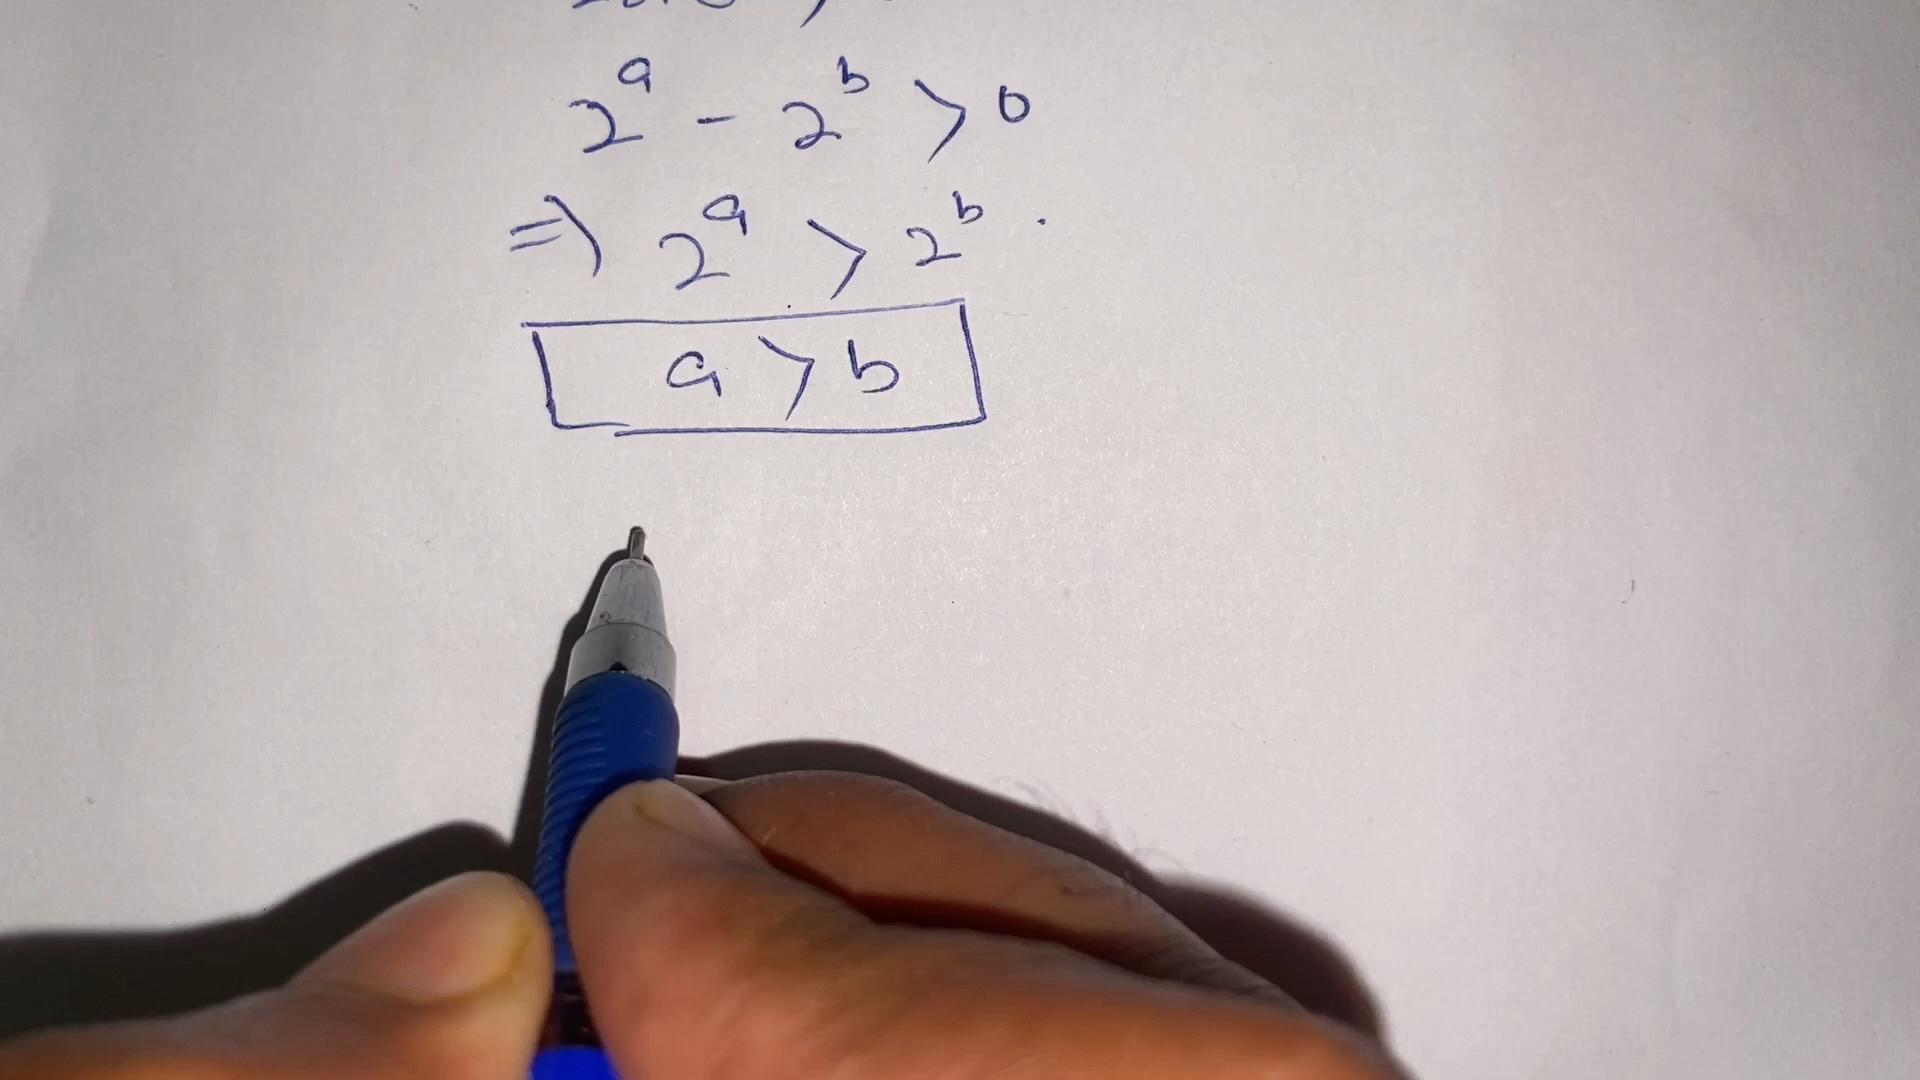 2^a - 2^b > 0
⇒ 2^a > 2^b.
a > b